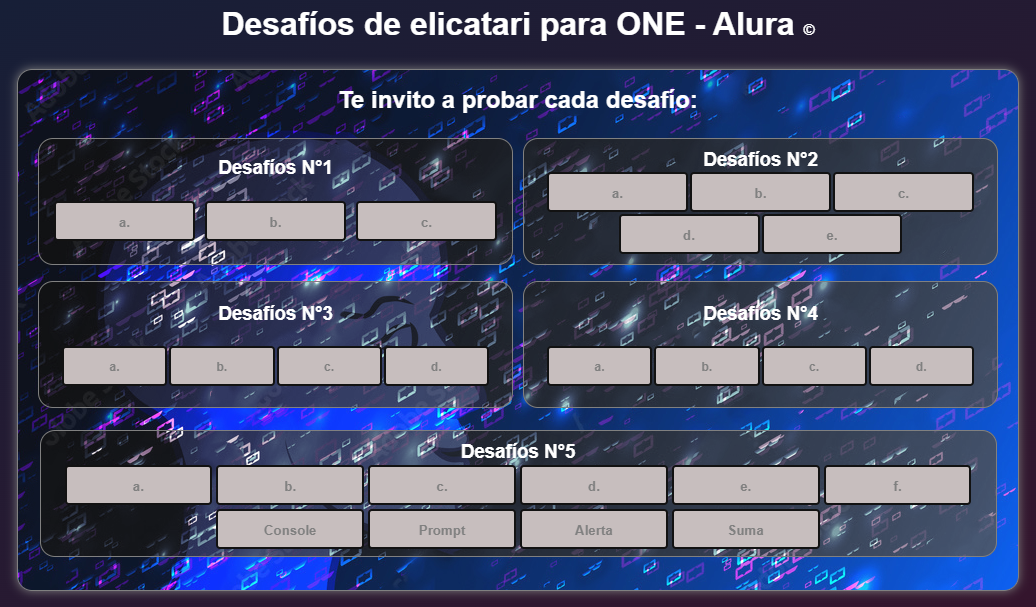 Desafíos de elicatari para ONE - Alura ©
Te invito a probar cada desafío:
Desafíos N°1
a. b. c.
Desafíos N°2
a. b. c.
d. e.
Desafíos N°3
a. b. c. d.
Desafíos N°4
a. b. c. d.
Desafíos N°5
a. b. c. d. e. f.
Console Prompt Alerta Suma